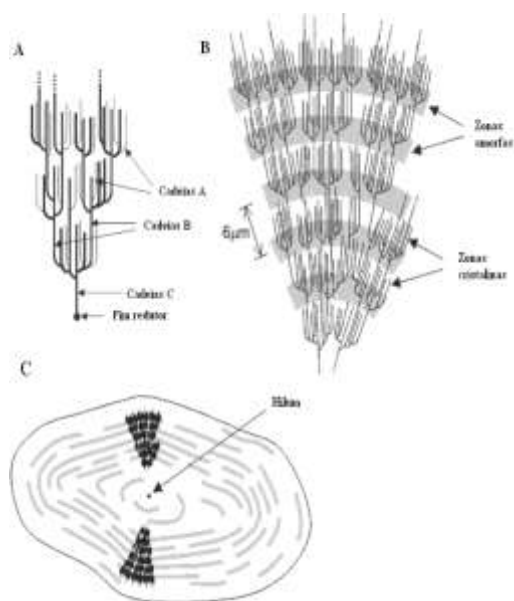 A
Cadeias A
Cadeias B
Cadeias C
Fim redutor
B
Zonas
amorfas
6µm
Zonas
cristalinas
C
Hilum